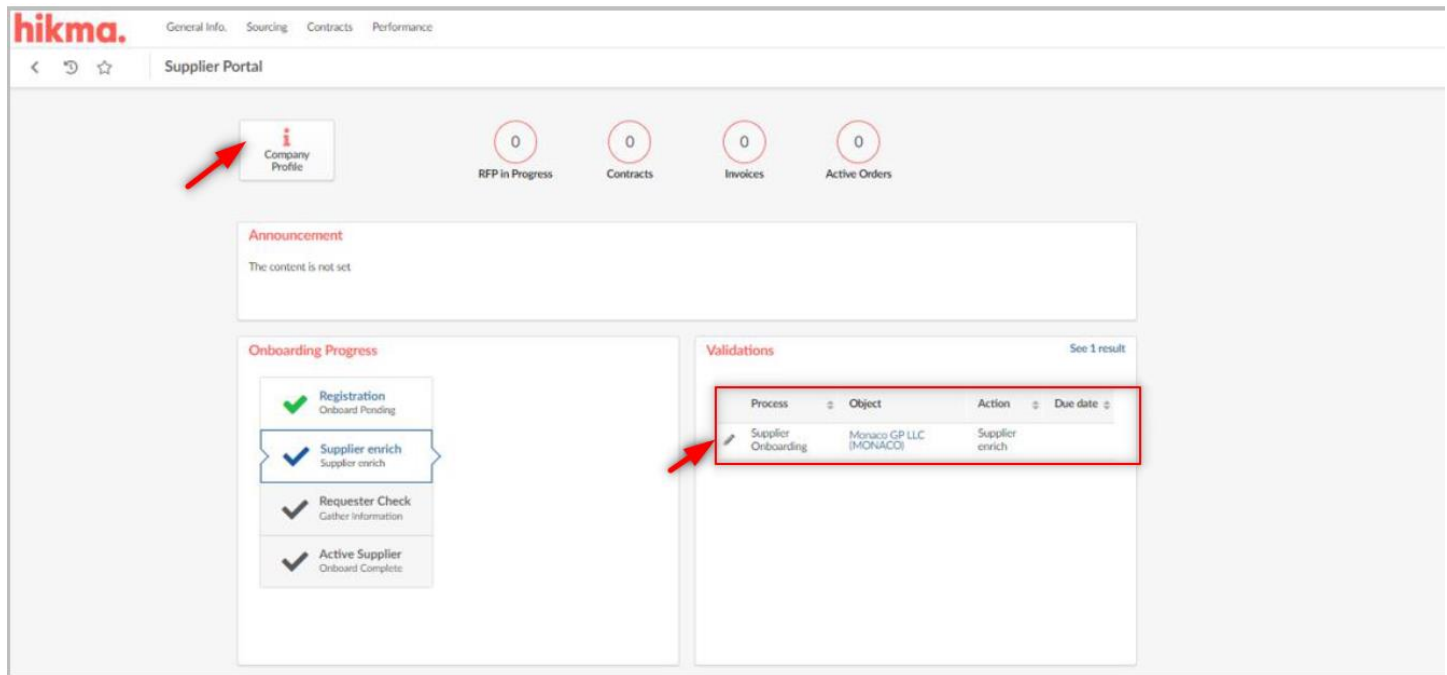 hikma.
General Info. Sourcing Contracts Performance
Supplier Portal
i
Company
Profile
0 0 0 0
RFP in Progress Contracts Invoices Active Orders
Announcement
The content is not set
Onboarding Progress
Registration
Onboard Pending
Supplier enrich
Supplier enrich
Requester Check
Gather Information
Active Supplier
Onboard Complete
Validations See 1 result
Process Object Action Due date
Supplier Monaco GP LLC Supplier
Onboarding (MONACO) enrich